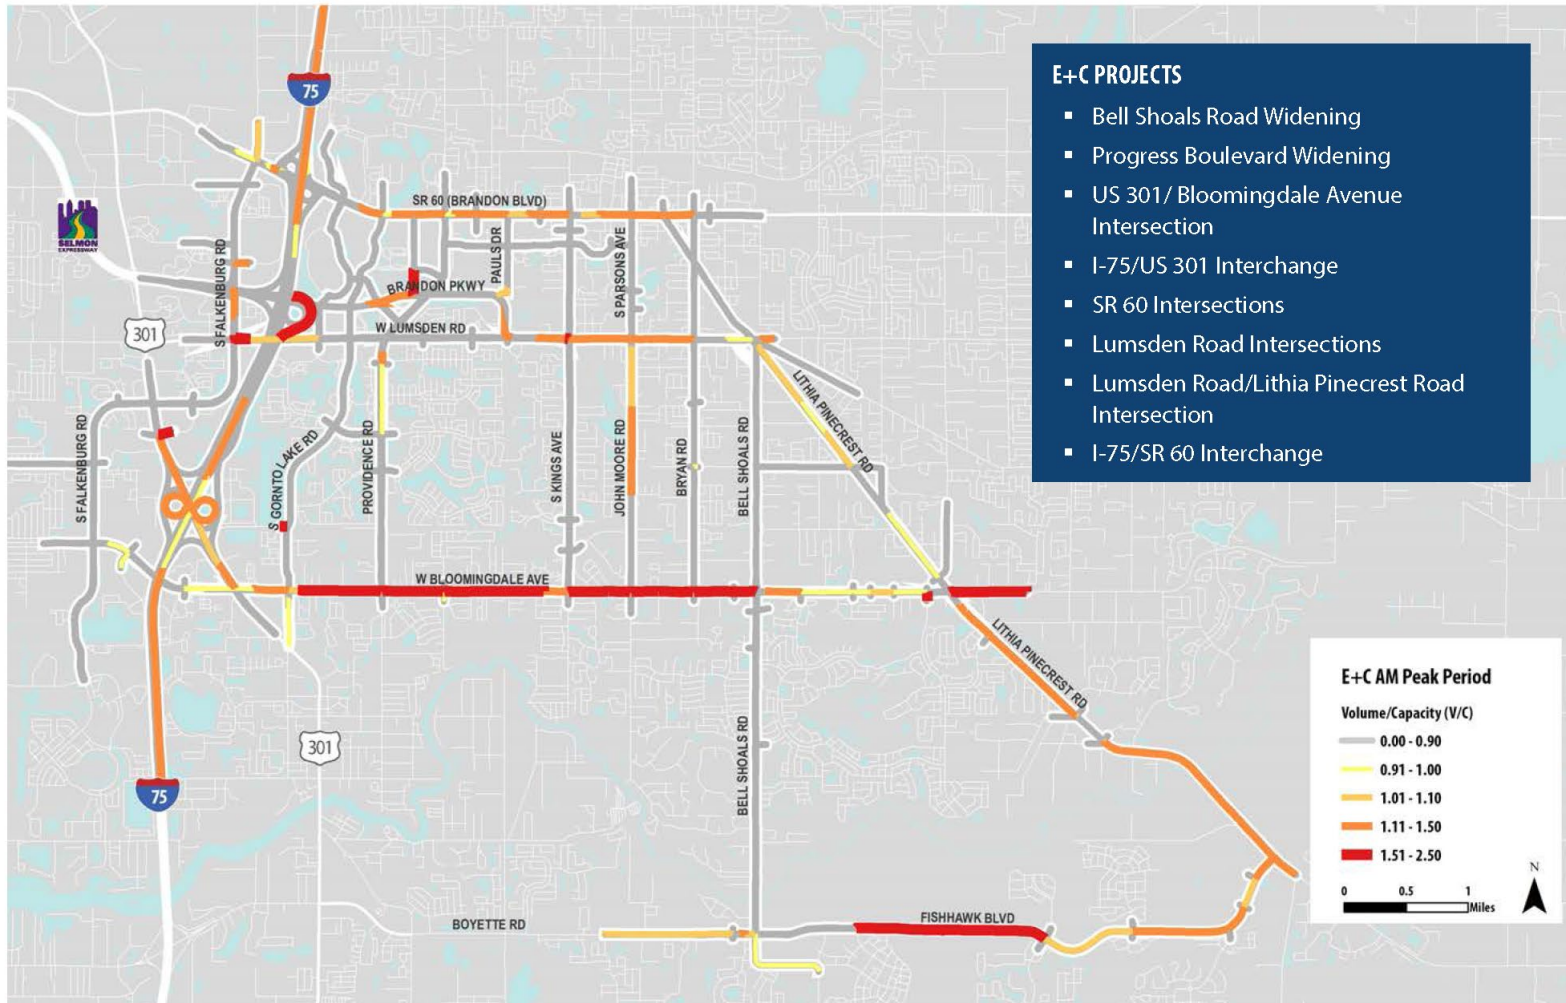 75
SR 60 (BRANDON BLVD)
SELMON
EXPRESSWAY
S FALKENBURG RD
PAULS DR
S PARSONS AVE
BRANDON PKWY
301
W LUMSDEN RD
LITHIA PINECREST RD
S FALKENBURG RD
S GORNTO LAKE RD
PROVIDENCE RD
S KINGS AVE
JOHN MOORE RD
BRYAN RD
BELL SHOALS RD
W BLOOMINGDALE AVE
LITHIA PINECREST RD
301
BELL SHOALS RD
75
BOYETTE RD
FISHHAWK BLVD
E+C PROJECTS
▪ Bell Shoals Road Widening
▪ Progress Boulevard Widening
▪ US 301/ Bloomingdale Avenue
Intersection
▪ I-75/US 301 Interchange
▪ SR 60 Intersections
▪ Lumsden Road Intersections
▪ Lumsden Road/Lithia Pinecrest Road
Intersection
▪ I-75/SR 60 Interchange
E+C AM Peak Period
Volume/Capacity (V/C)
0.00 - 0.90
0.91 - 1.00
1.01 - 1.10
1.11 - 1.50
1.51 - 2.50
N
0 0.5 1
Miles